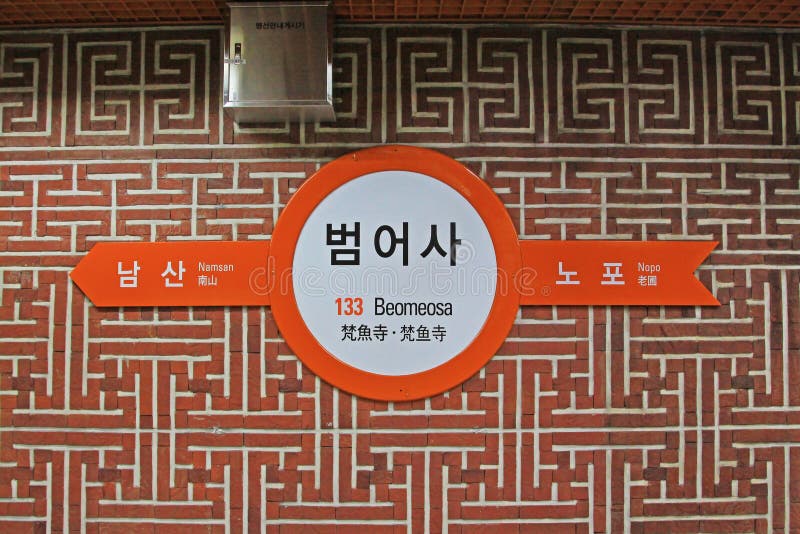 범어사
133 Beomeosa
梵魚寺·梵鱼寺
남산 Namsan
南山
노포 Nopo
老圃
dreamstime